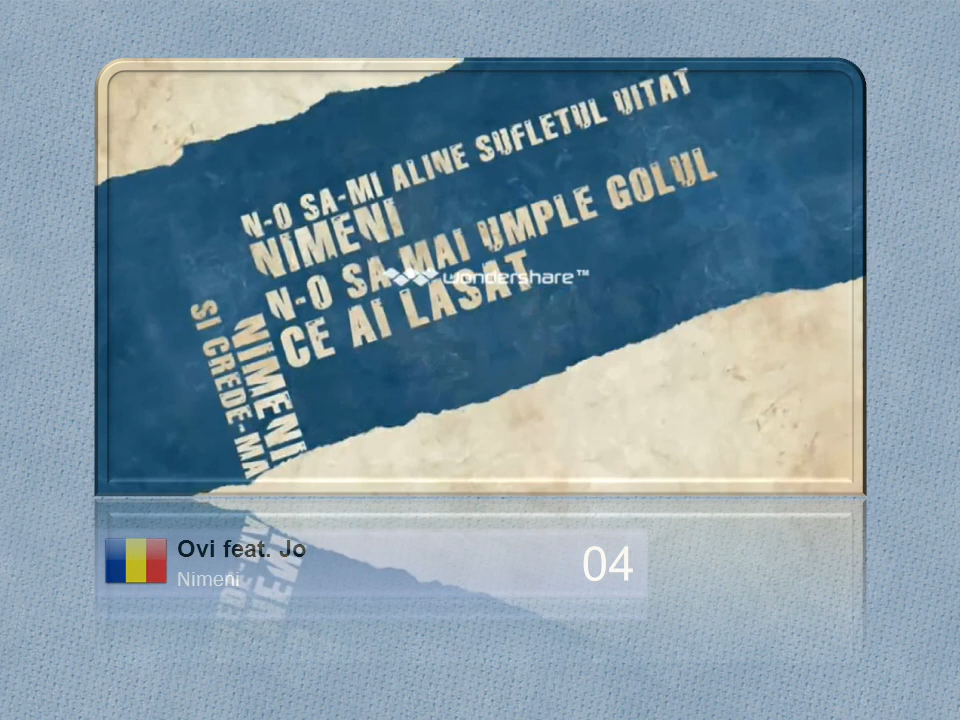 N-O SA-MI ALINE SUFLETUL UITAT
NIMENI
N-O SA MAI UMPLE GOLUL
CE AI LASAT
NIMENI
SI CREDE-MA
wondershare™
Ovi feat. Jo
Nimeni
04